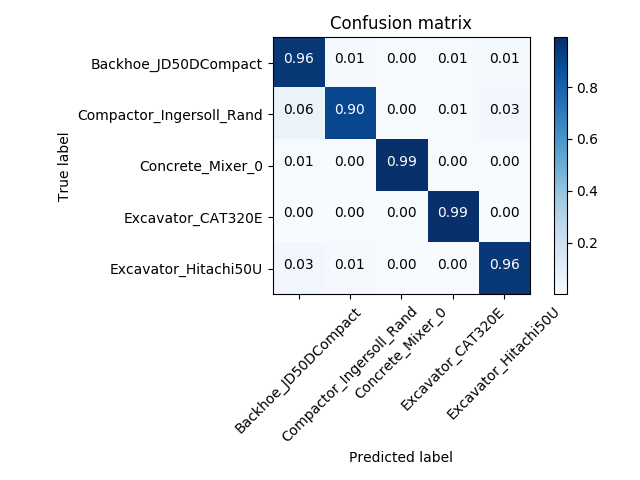 Confusion matrix
Backhoe_JD50DCompact 0.96 0.01 0.00 0.01 0.01
Compactor_Ingersoll_Rand 0.06 0.90 0.00 0.01 0.03
Concrete_Mixer_0 0.01 0.00 0.99 0.00 0.00
Excavator_CAT320E 0.00 0.00 0.00 0.99 0.00
Excavator_Hitachi50U 0.03 0.01 0.00 0.00 0.96
True label
Backhoe_JD50DCompact
Compactor_Ingersoll_Rand
Concrete_Mixer_0
Excavator_CAT320E
Excavator_Hitachi50U
Predicted label
0.8
0.6
0.4
0.2